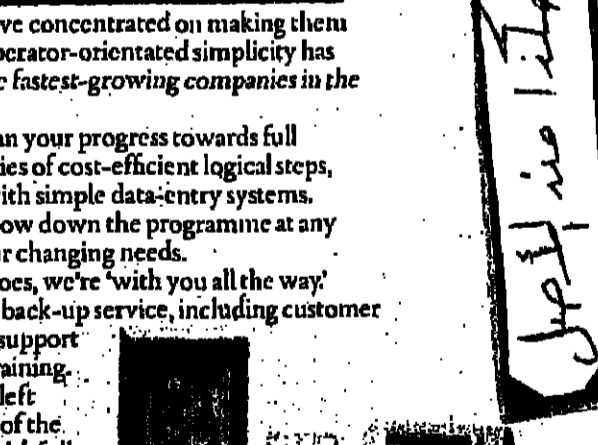 ve concentrated on making them
perator-orientated simplicity has
fastest-growing companies in the
an your progress towards full
ies of cost-efficient logical steps,
ith simple data-entry systems.
ow down the programme at any
r changing needs.
oes, we're 'with you all the way.'
back-up service, including customer
support
aining.
left
of the
من الأصل